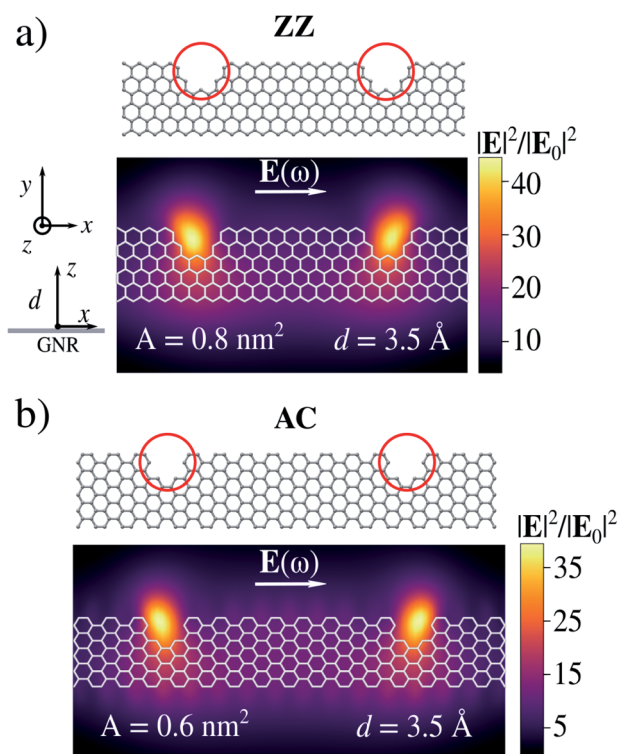 a)
ZZ
|E|²/|E₀|²
E(ω)
40
30
20
10
y
x
z
z
d
x
GNR
A = 0.8 nm²
d = 3.5 Å
b)
AC
|E|²/|E₀|²
E(ω)
35
25
15
5
A = 0.6 nm²
d = 3.5 Å